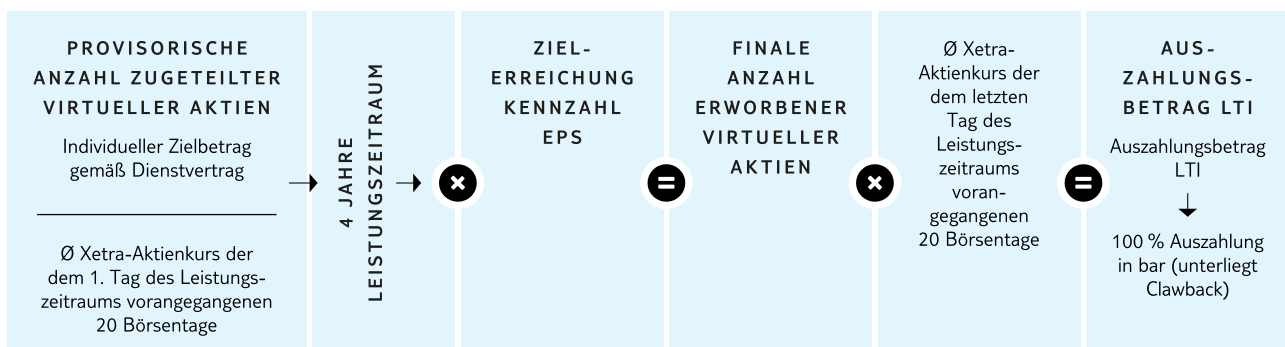 PROVISORISCHE
ANZAHL ZUGETEILTER
VIRTUELLER AKTIEN
Individueller Zielbetrag
gemäß Dienstvertrag
Ø Xetra-Aktienkurs der
dem 1. Tag des Leistungs-
zeitraums vorangegangenen
20 Börsentage
4 JAHRE
LEISTUNGSZEITRAUM
×
ZIEL-
ERREICHUNG
KENNZAHL
EPS
=
FINALE
ANZAHL
ERWORBENER
VIRTUELLER
AKTIEN
×
Ø Xetra-
Aktienkurs der
dem letzten
Tag des
Leistungs-
zeitraums
voran-
gegangenen
20 Börsentage
=
AUS-
ZAHLUNGS-
BETRAG LTI
Auszahlungsbetrag
LTI
100 % Auszahlung
in bar (unterliegt
Clawback)